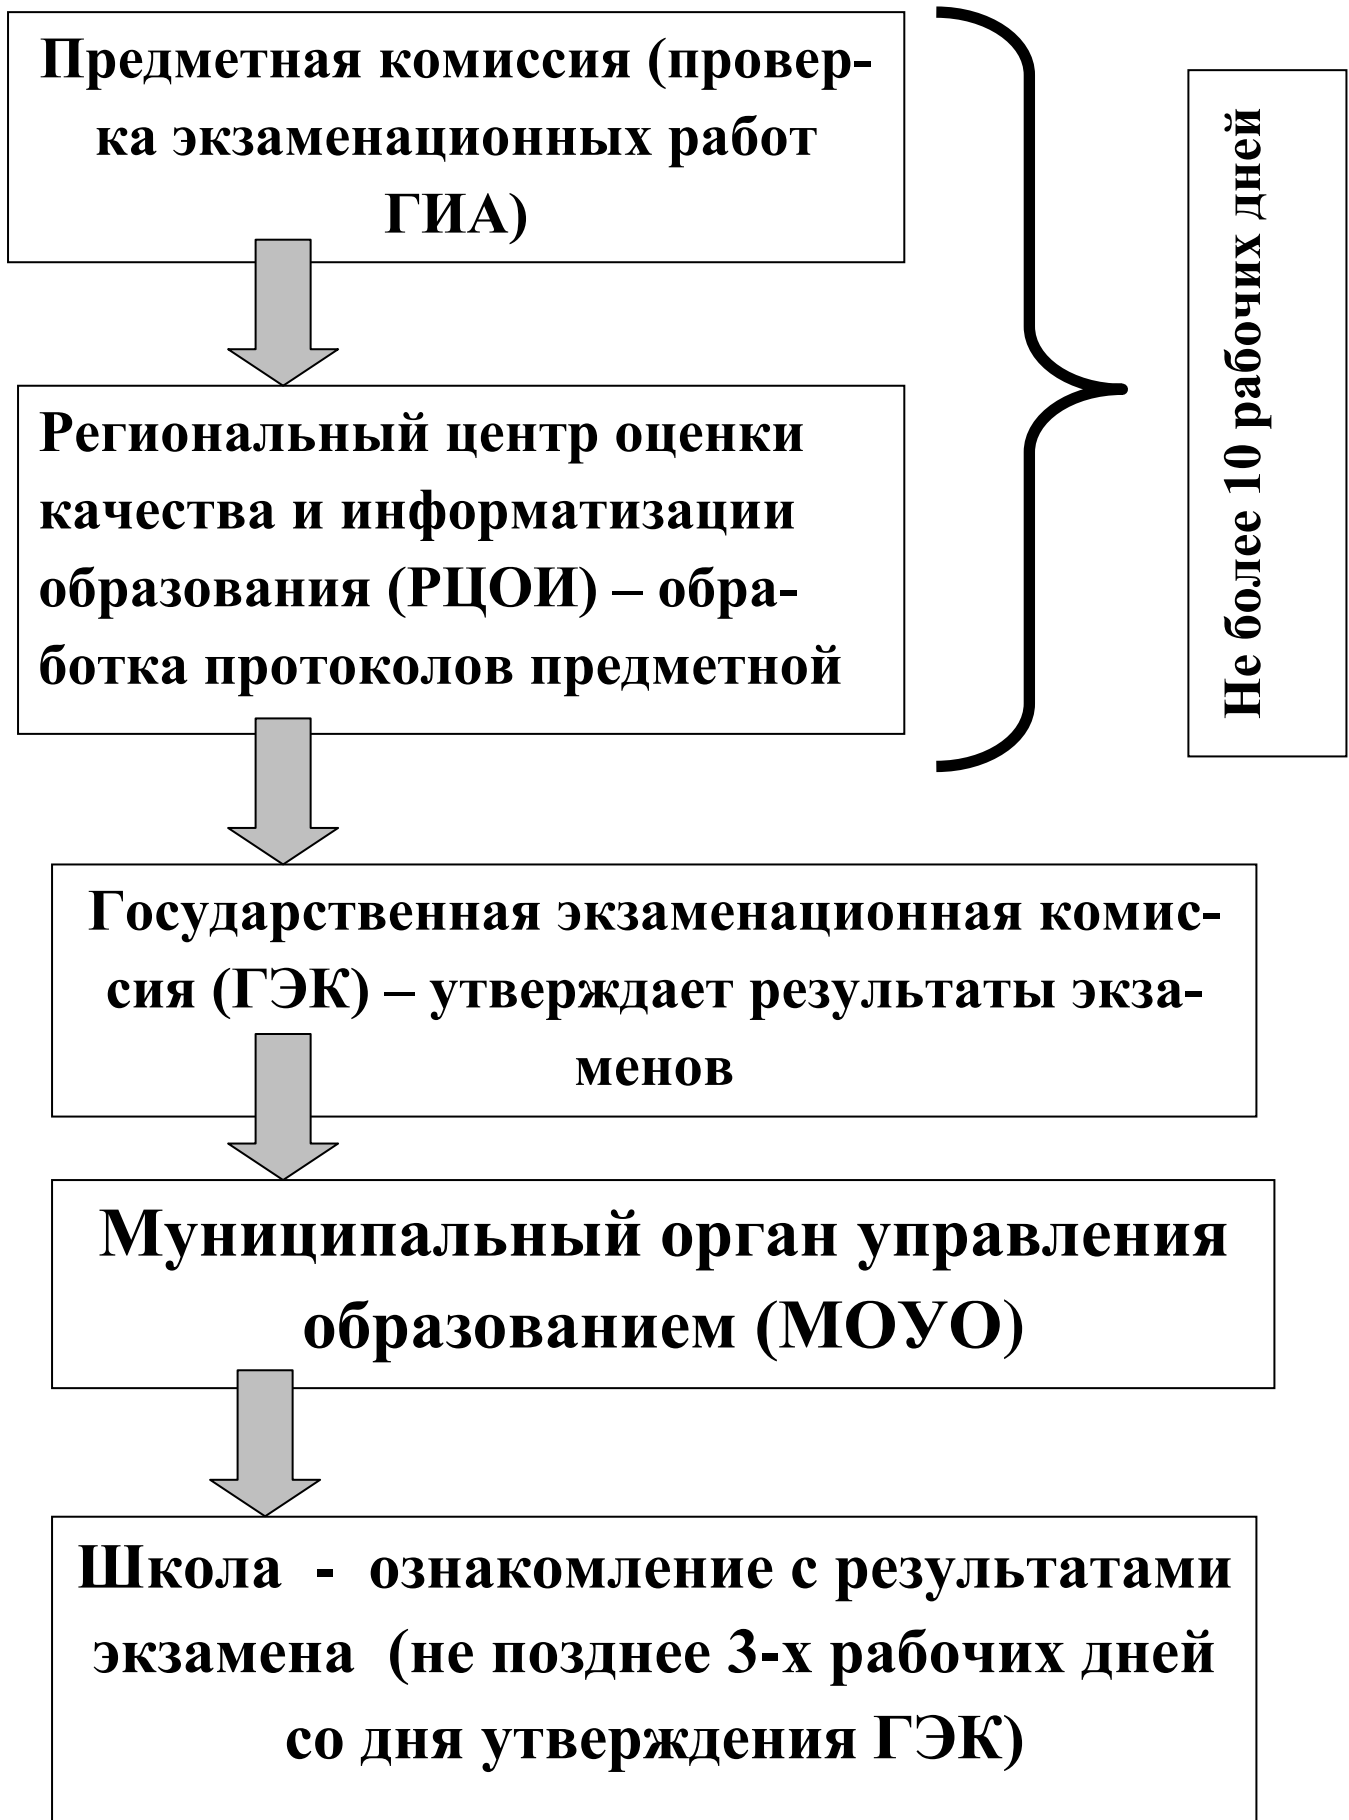 Предметная комиссия (провер-
ка экзаменационных работ
ГИА)
Не более 10 рабочих дней
Региональный центр оценки
качества и информатизации
образования (РЦОИ) – обра-
ботка протоколов предметной
Государственная экзаменационная комис-
сия (ГЭК) – утверждает результаты экза-
менов
Муниципальный орган управления
образованием (МОУО)
Школа - ознакомление с результатами
экзамена (не позднее 3-х рабочих дней
со дня утверждения ГЭК)